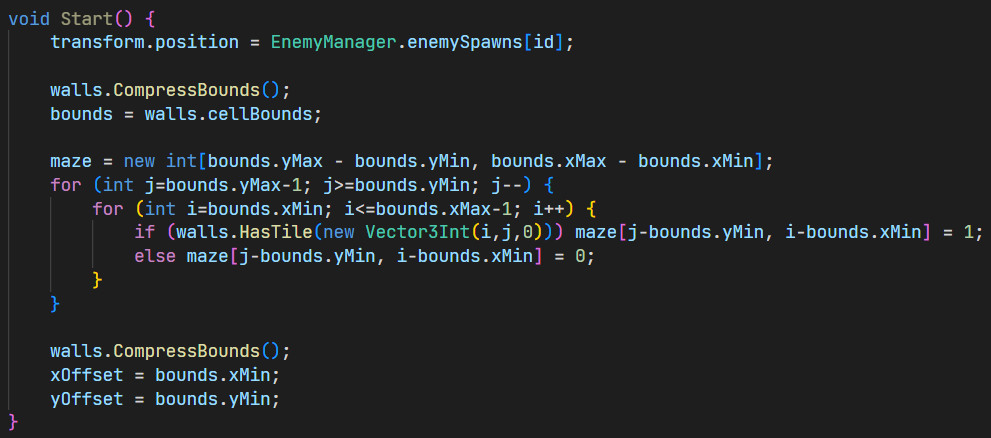 void Start() {
transform.position = EnemyManager.enemySpawns[id];
walls.CompressBounds();
bounds = walls.cellBounds;
maze = new int[bounds.yMax - bounds.yMin, bounds.xMax - bounds.xMin];
for (int j=bounds.yMax-1; j>=bounds.yMin; j--) {
for (int i=bounds.xMin; i<=bounds.xMax-1; i++) {
if (walls.HasTile(new Vector3Int(i,j,0))) maze[j-bounds.yMin, i-bounds.xMin] = 1;
else maze[j-bounds.yMin, i-bounds.xMin] = 0;
}
}
walls.CompressBounds();
xOffset = bounds.xMin;
yOffset = bounds.yMin;
}